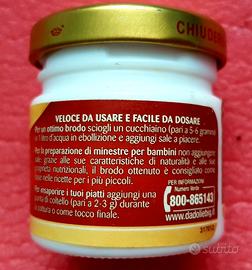 CHIUDERE
VELOCE DA USARE E FACILE DA DOSARE
Per un ottimo brodo sciogli un cucchiaino (pari a 5-6 grammi)
in 1 litro d'acqua in ebollizione e aggiungi sale a piacere.
Per la preparazione di minestre per bambini non aggiungere
sale: grazie alle sue caratteristiche di naturalità e alle sue
proprietà nutrizionali, il brodo ottenuto è consigliato come
base nelle ricette per i più piccoli.
Per insaporire i tuoi piatti aggiungi una
punta di coltello (pari a 2-3 g) durante
la cottura o come tocco finale.
PER INFORMAZIONI
Numero Verde
800-865143
www.dadoliebig.it
subito